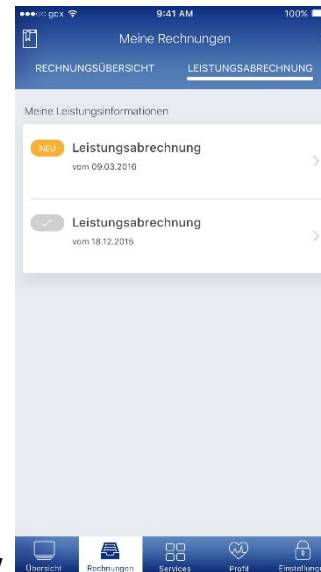 gcx 9:41 AM 100%
Meine Rechnungen
RECHNUNGSÜBERSICHT LEISTUNGSABRECHNUNG
Meine Leistungsinformationen
NEU Leistungsabrechnung
vom 09.03.2016
Leistungsabrechnung
vom 18.12.2015
Übersicht Rechnungen Services Profil